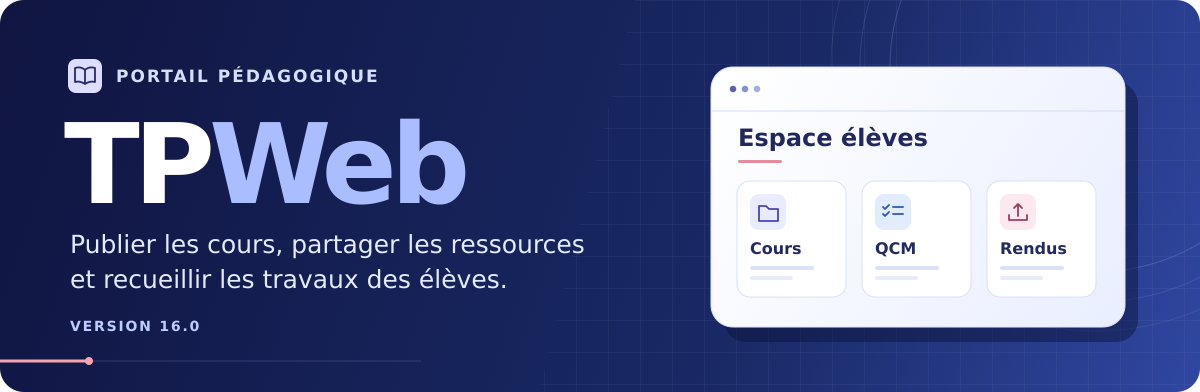 PORTAIL PÉDAGOGIQUE
TPWeb
Publier les cours, partager les ressources
et recueillir les travaux des élèves.
VERSION 16.0
Espace élèves
Cours
QCM
Rendus